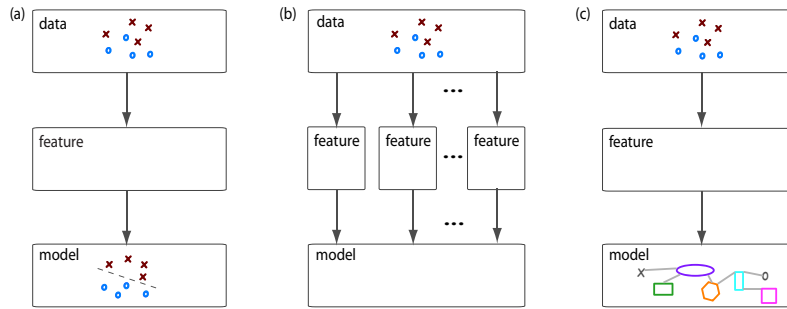 (a)
data
feature
model
(b)
data
...
feature
feature
...
feature
...
model
(c)
data
feature
model